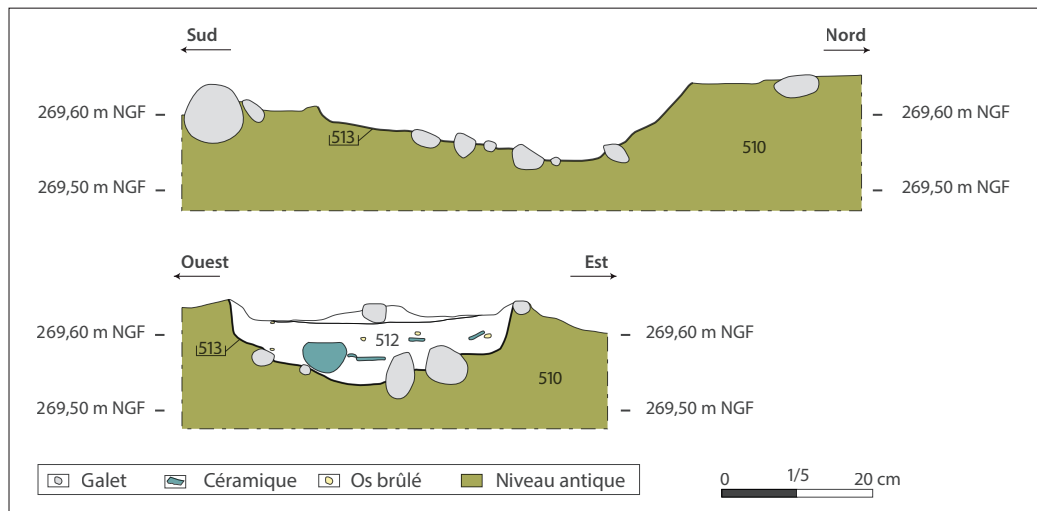 Sud Nord
269,60 m NGF 269,60 m NGF
513 510
269,50 m NGF 269,50 m NGF
Ouest Est
269,60 m NGF 512 269,60 m NGF
513 510
269,50 m NGF 269,50 m NGF
Galet Céramique Os brûlé Niveau antique
0 1/5 20 cm